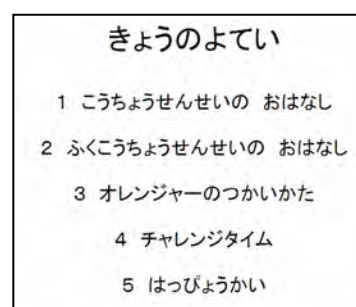 きょうのよてい
1 こうちょうせんせいの おはなし
2 ふくこうちょうせんせいの おはなし
3 オレンジャーのつかいかた
4 チャレンジタイム
5 はっぴょうかい